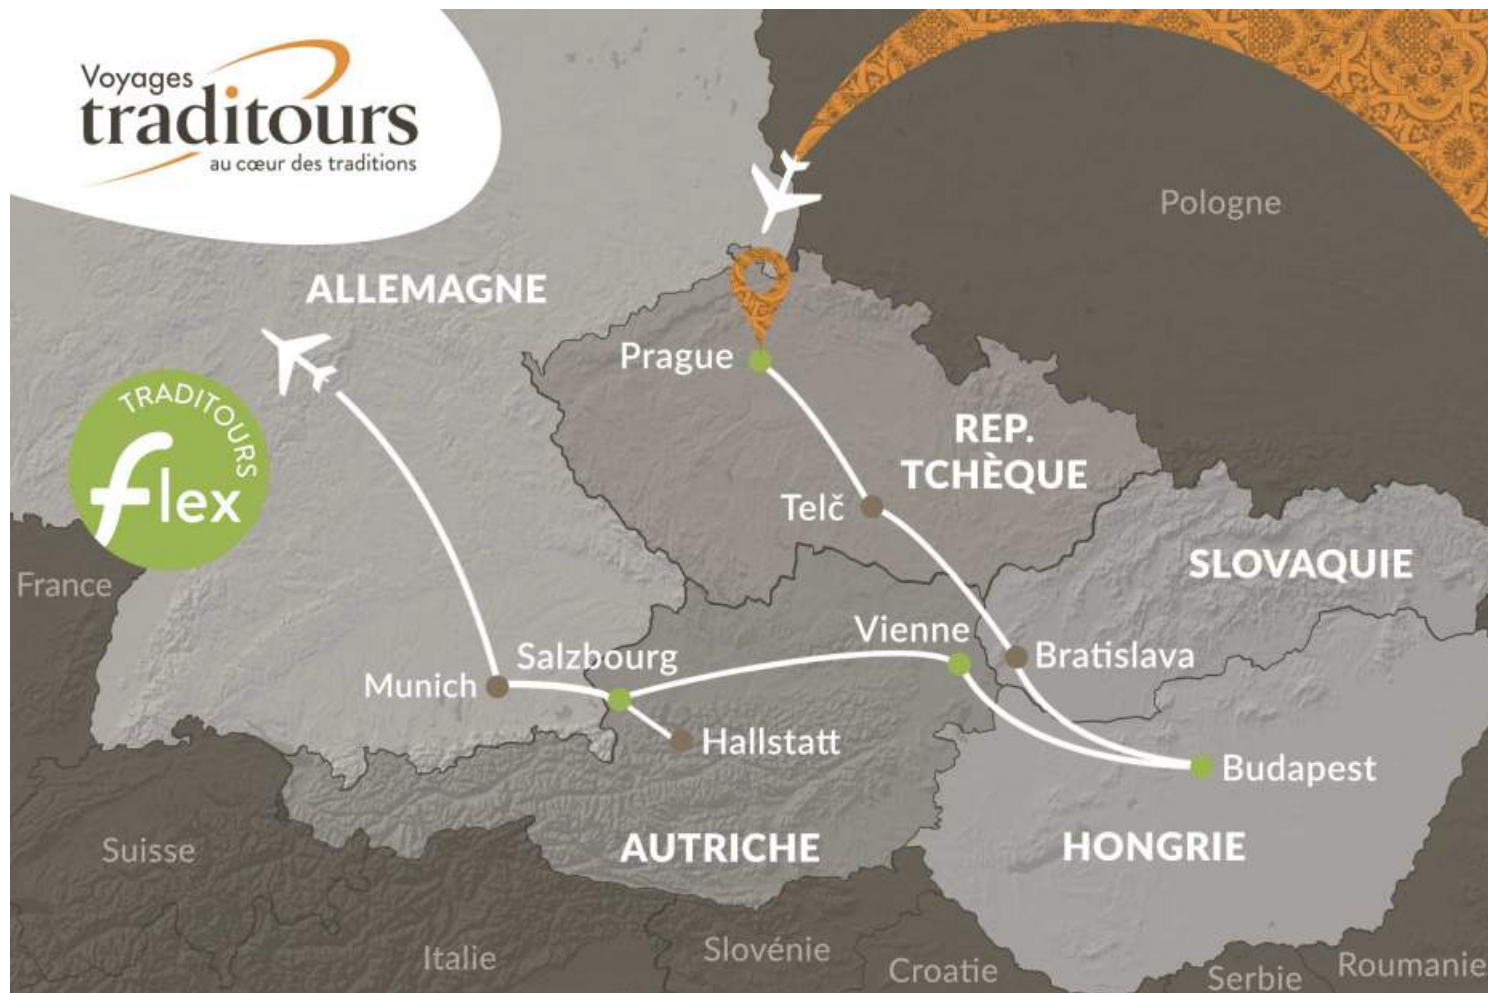 Voyages
traditours
au cœur des traditions
Pologne
ALLEMAGNE
Prague
TRADITOURS
flex
REP.
TCHÈQUE
Telč
SLOVAQUIE
France
Vienne
Salzbourg
Bratislava
Munich
Hallstatt
Budapest
Suisse
AUTRICHE
HONGRIE
Italie
Slovénie
Croatie
Serbie
Roumanie